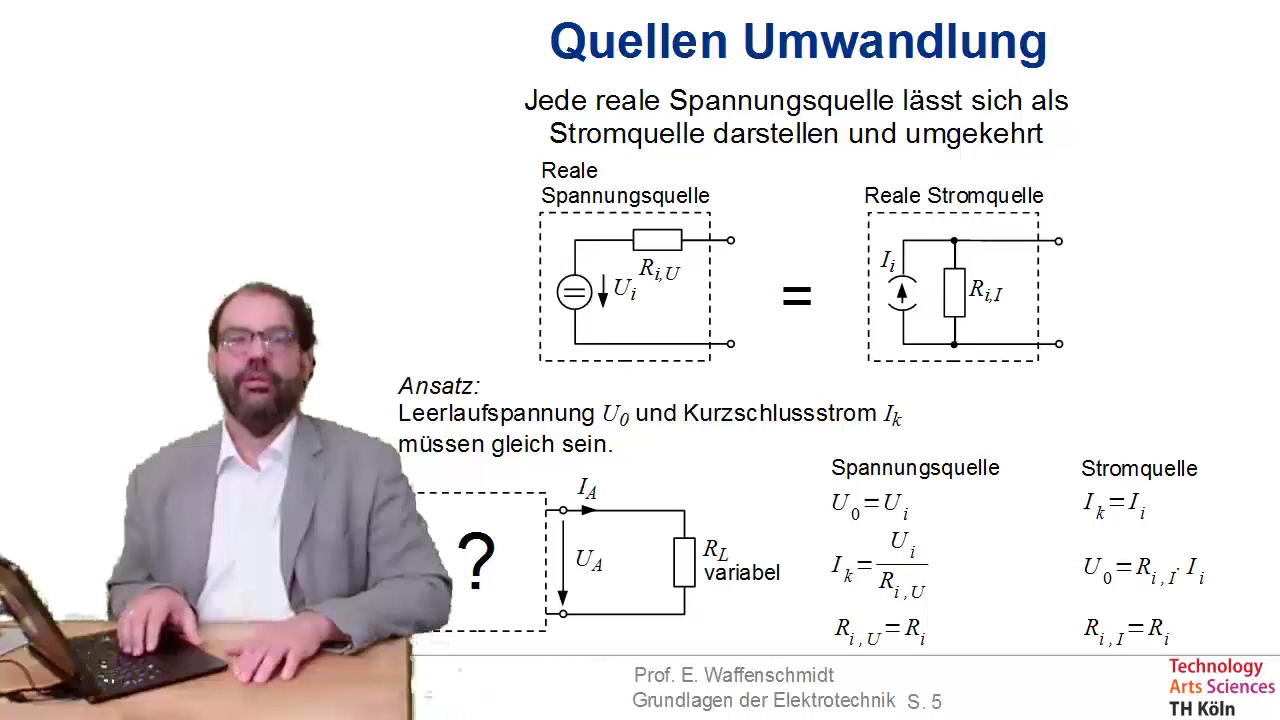 Quellen Umwandlung
Jede reale Spannungsquelle lässt sich als
Stromquelle darstellen und umgekehrt
Reale
Spannungsquelle
Reale Stromquelle
R_{i,U}
U_i
=
I_i
R_{i,I}
Ansatz:
Leerlaufspannung U_0 und Kurzschlussstrom I_k
müssen gleich sein.
I_A
?
U_A
R_L
variabel
Spannungsquelle
U_0=U_i
I_k=U_i/R_{i,U}
R_{i,U}=R_i
Stromquelle
I_k=I_i
U_0=R_{i,I}·I_i
R_{i,I}=R_i
Prof. E. Waffenschmidt
Grundlagen der Elektrotechnik S. 5
Technology
Arts Sciences
TH Köln